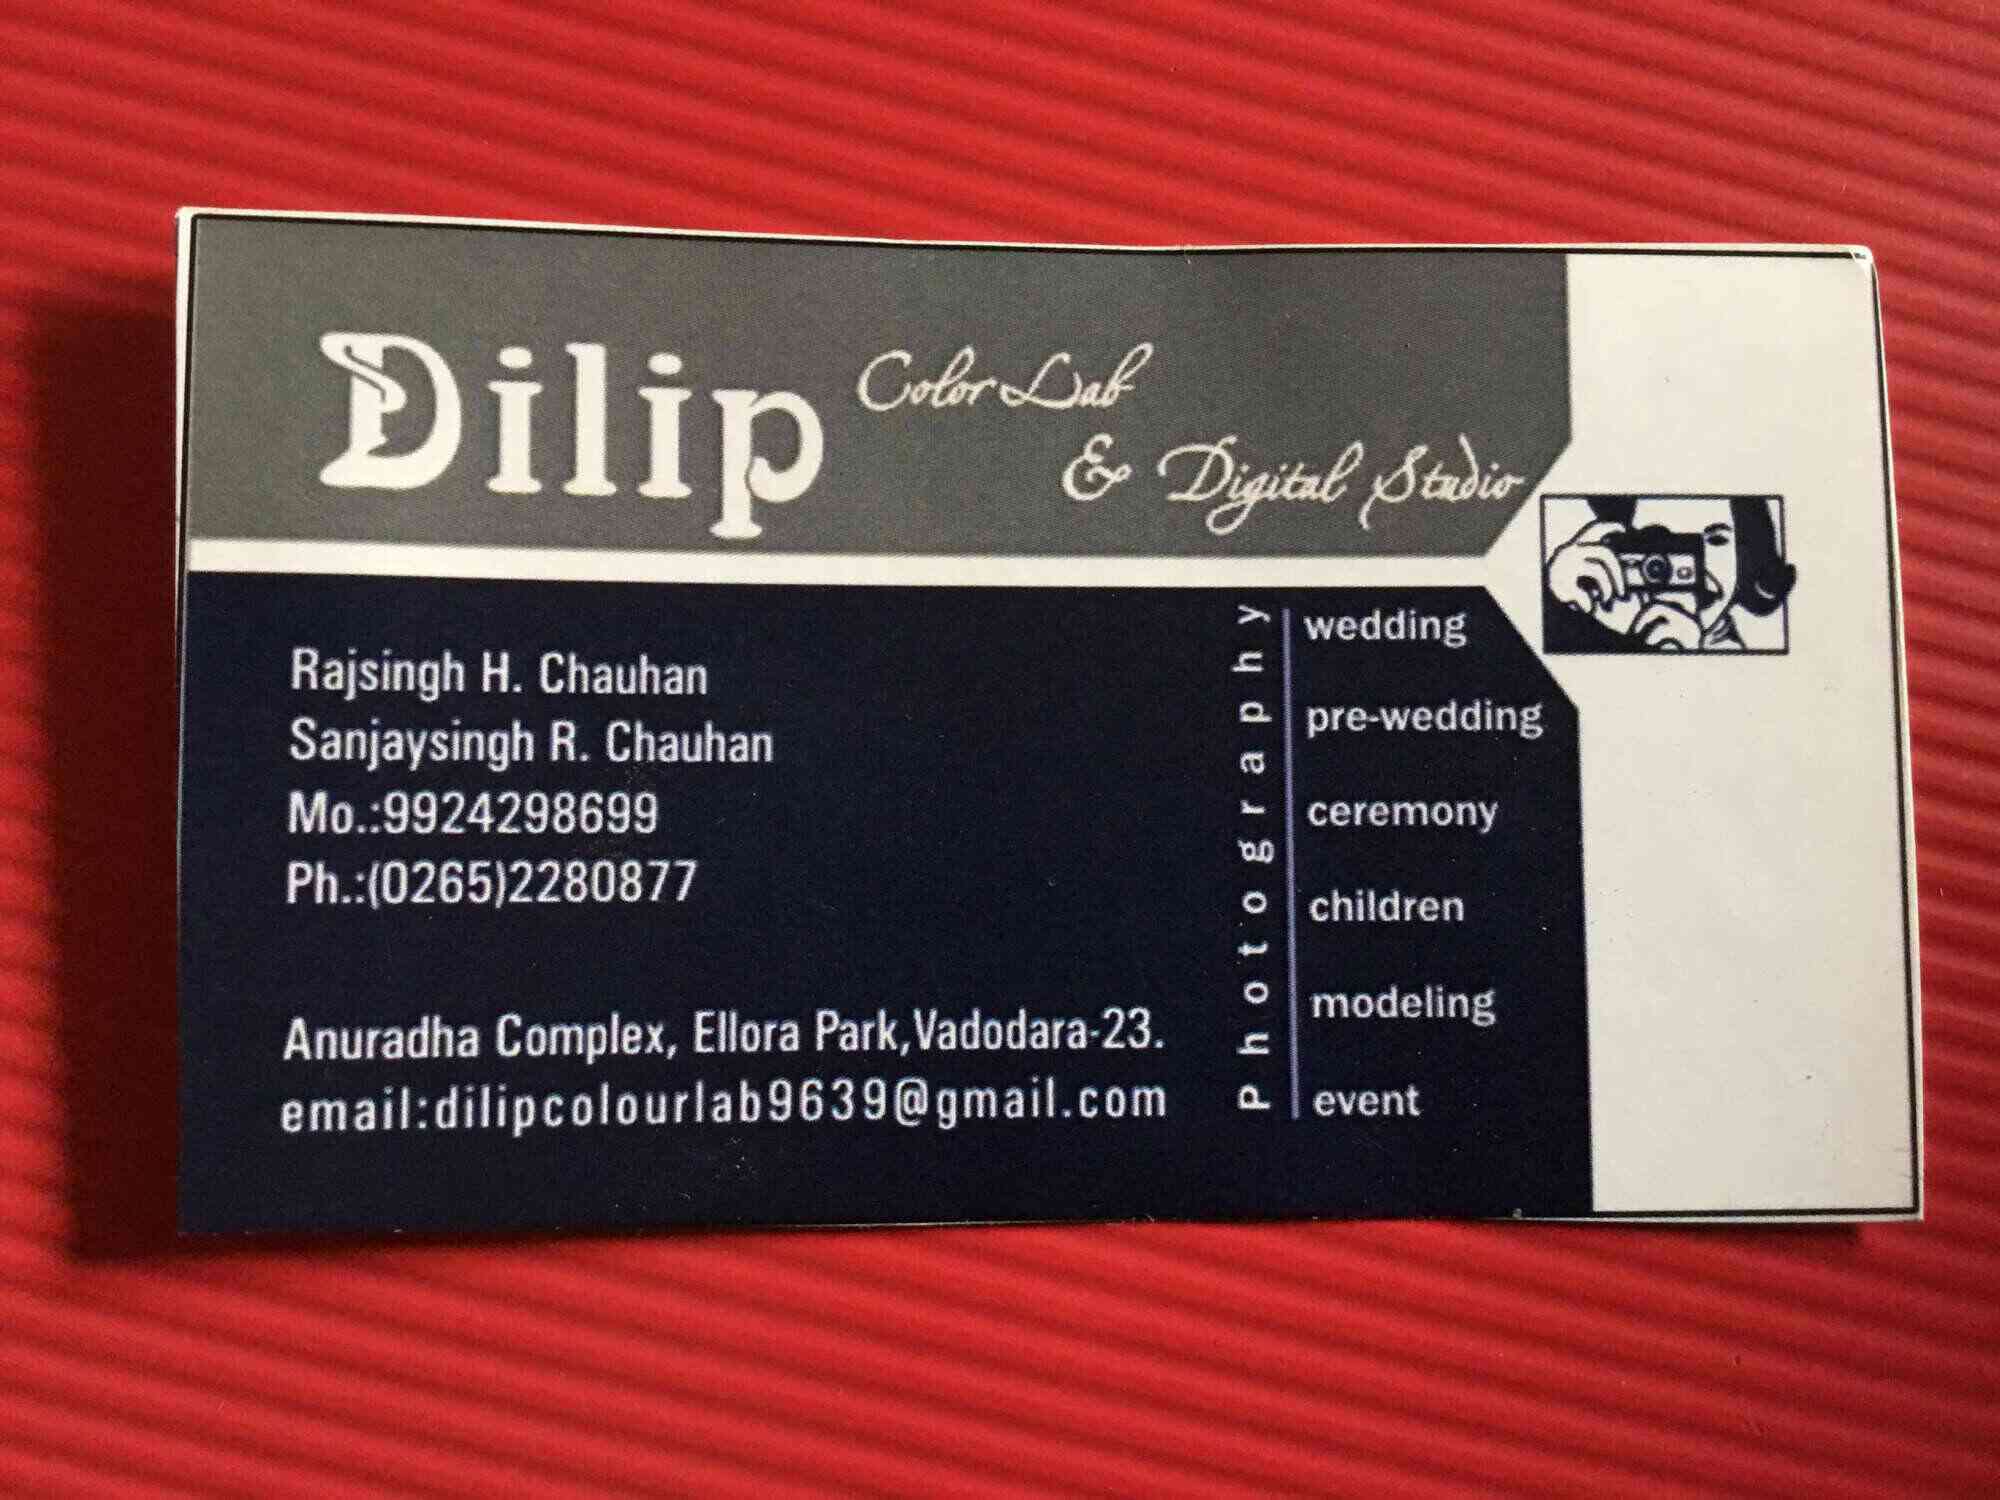 Dilip Color Lab
& Digital Studio
Rajsingh H. Chauhan
Sanjaysingh R. Chauhan
Mo.:9924298699
Ph.:(0265)2280877
Anuradha Complex, Ellora Park,Vadodara-23.
email:dilipcolourlab9639@gmail.com
Photography
wedding
pre-wedding
ceremony
children
modeling
event